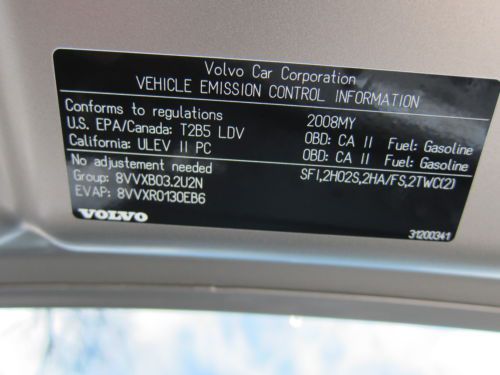 Volvo Car Corporation
VEHICLE EMISSION CONTROL INFORMATION
Conforms to regulations 2008MY
U.S. EPA/Canada: T2B5 LDV OBD: CA II Fuel: Gasoline
California: ULEV II PC OBD: CA II Fuel: Gasoline
No adjustement needed SFI,2HO2S,2HA/FS,2TWC(2)
Group: 8VVXB03.2U2N
EVAP: 8VVXR0130EB6
VOLVO 31200341